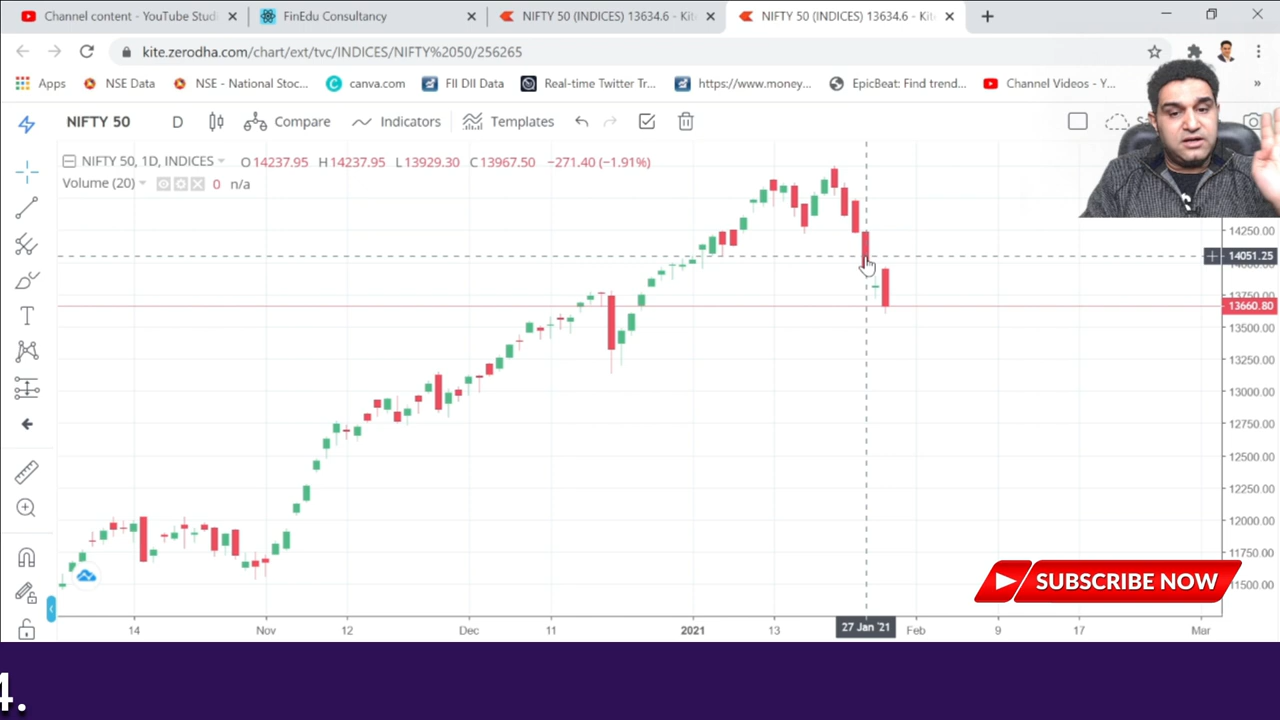 Channel content - YouTube Stud
FinEdu Consultancy
NIFTY 50 (INDICES) 13634.6 - Kit
NIFTY 50 (INDICES) 13634.6 - Kit
kite.zerodha.com/chart/ext/tvc/INDICES/NIFTY%2050/256265
Apps
NSE Data
NSE - National Stoc...
canva.com
FII DII Data
Real-time Twitter Tr...
https://www.money...
EpicBeat: Find trend...
Channel Videos - Y...
»
NIFTY 50
D
Compare
Indicators
Templates
NIFTY 50, 1D, INDICES
O14237.95 H14237.95 L13929.30 C13967.50 −271.40 (−1.91%)
Volume (20)
0 n/a
14250.00
14051.25
13660.80
13500.00
13250.00
13000.00
12750.00
12500.00
12250.00
12000.00
11750.00
11500.00
SUBSCRIBE NOW
14
Nov
12
Dec
11
2021
13
27 Jan '21
Feb
9
17
Mar
4.